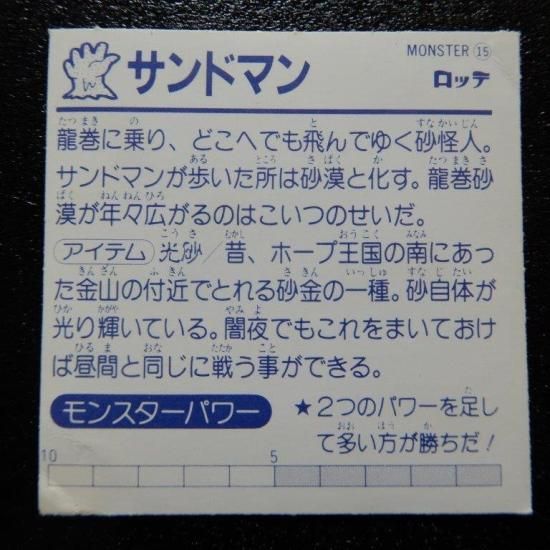 サンドマン
MONSTER ⑮
ロッテ
龍巻に乗り、どこへでも飛んでゆく砂怪人。
サンドマンが歩いた所は砂漠と化す。龍巻砂
漠が年々広がるのはこいつのせいだ。
アイテム 光砂/昔、ホープ王国の南にあっ
た金山の付近でとれる砂金の一種。砂自体が
光り輝いている。闇夜でもこれをまいておけ
ば昼間と同じに戦う事ができる。
モンスターパワー ★2つのパワーを足し
て多い方が勝ちだ!
10 5